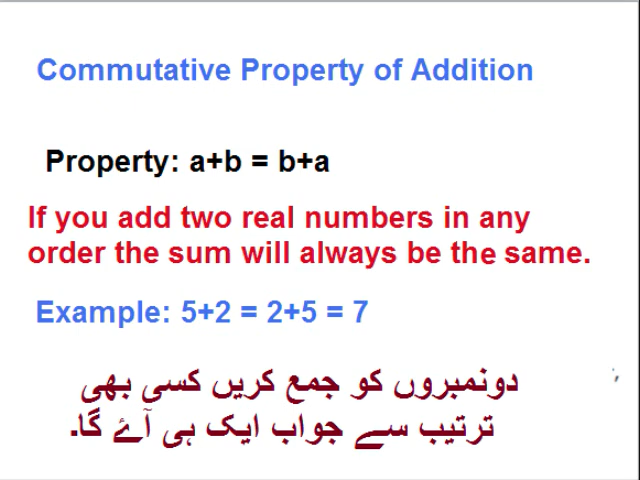 Commutative Property of Addition
Property: a+b = b+a
If you add two real numbers in any
order the sum will always be the same.
Example: 5+2 = 2+5 = 7
دونمبروں کو جمع کریں کسی بھی
ترتیب سے جواب ایک ہی آۓ گا۔